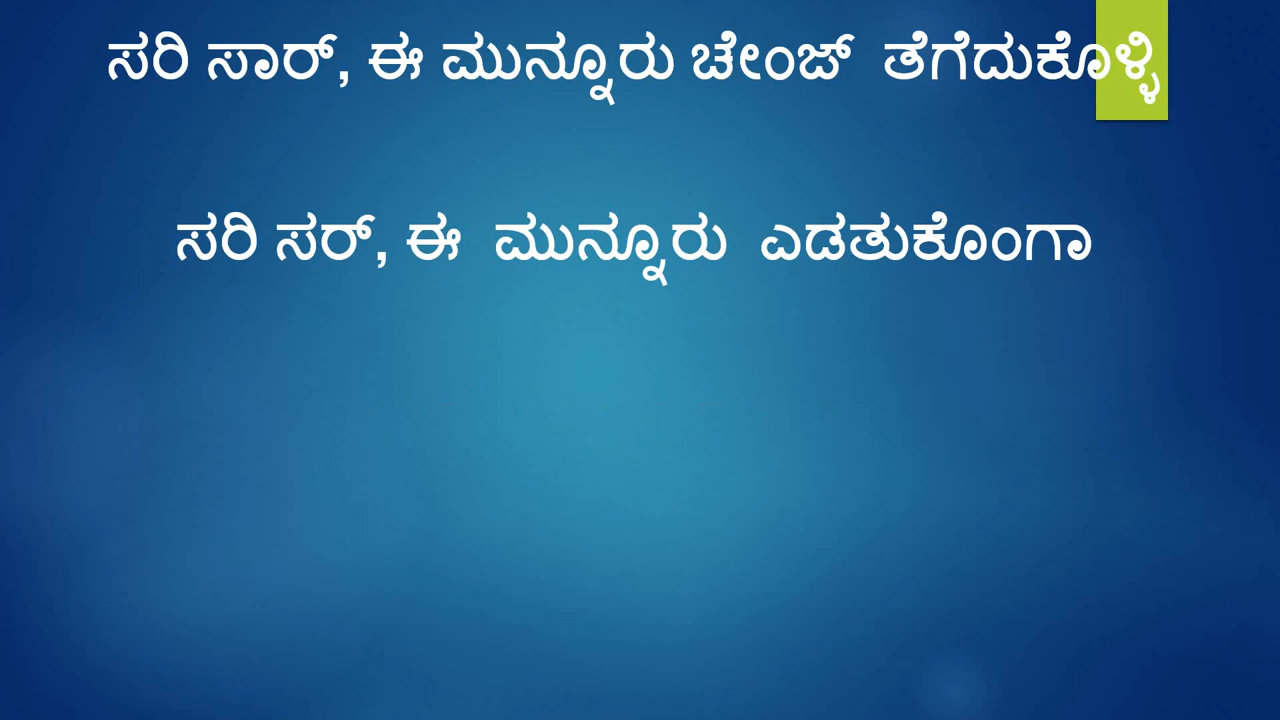 ಸರಿ ಸಾರ್, ಈ ಮುನ್ನೂರು ಚೇಂಜ್ ತೆಗೆದುಕೊಳ್ಳಿ
ಸರಿ ಸರ್, ಈ ಮುನ್ನೂರು ಎಡತುಕೊಂಗಾ